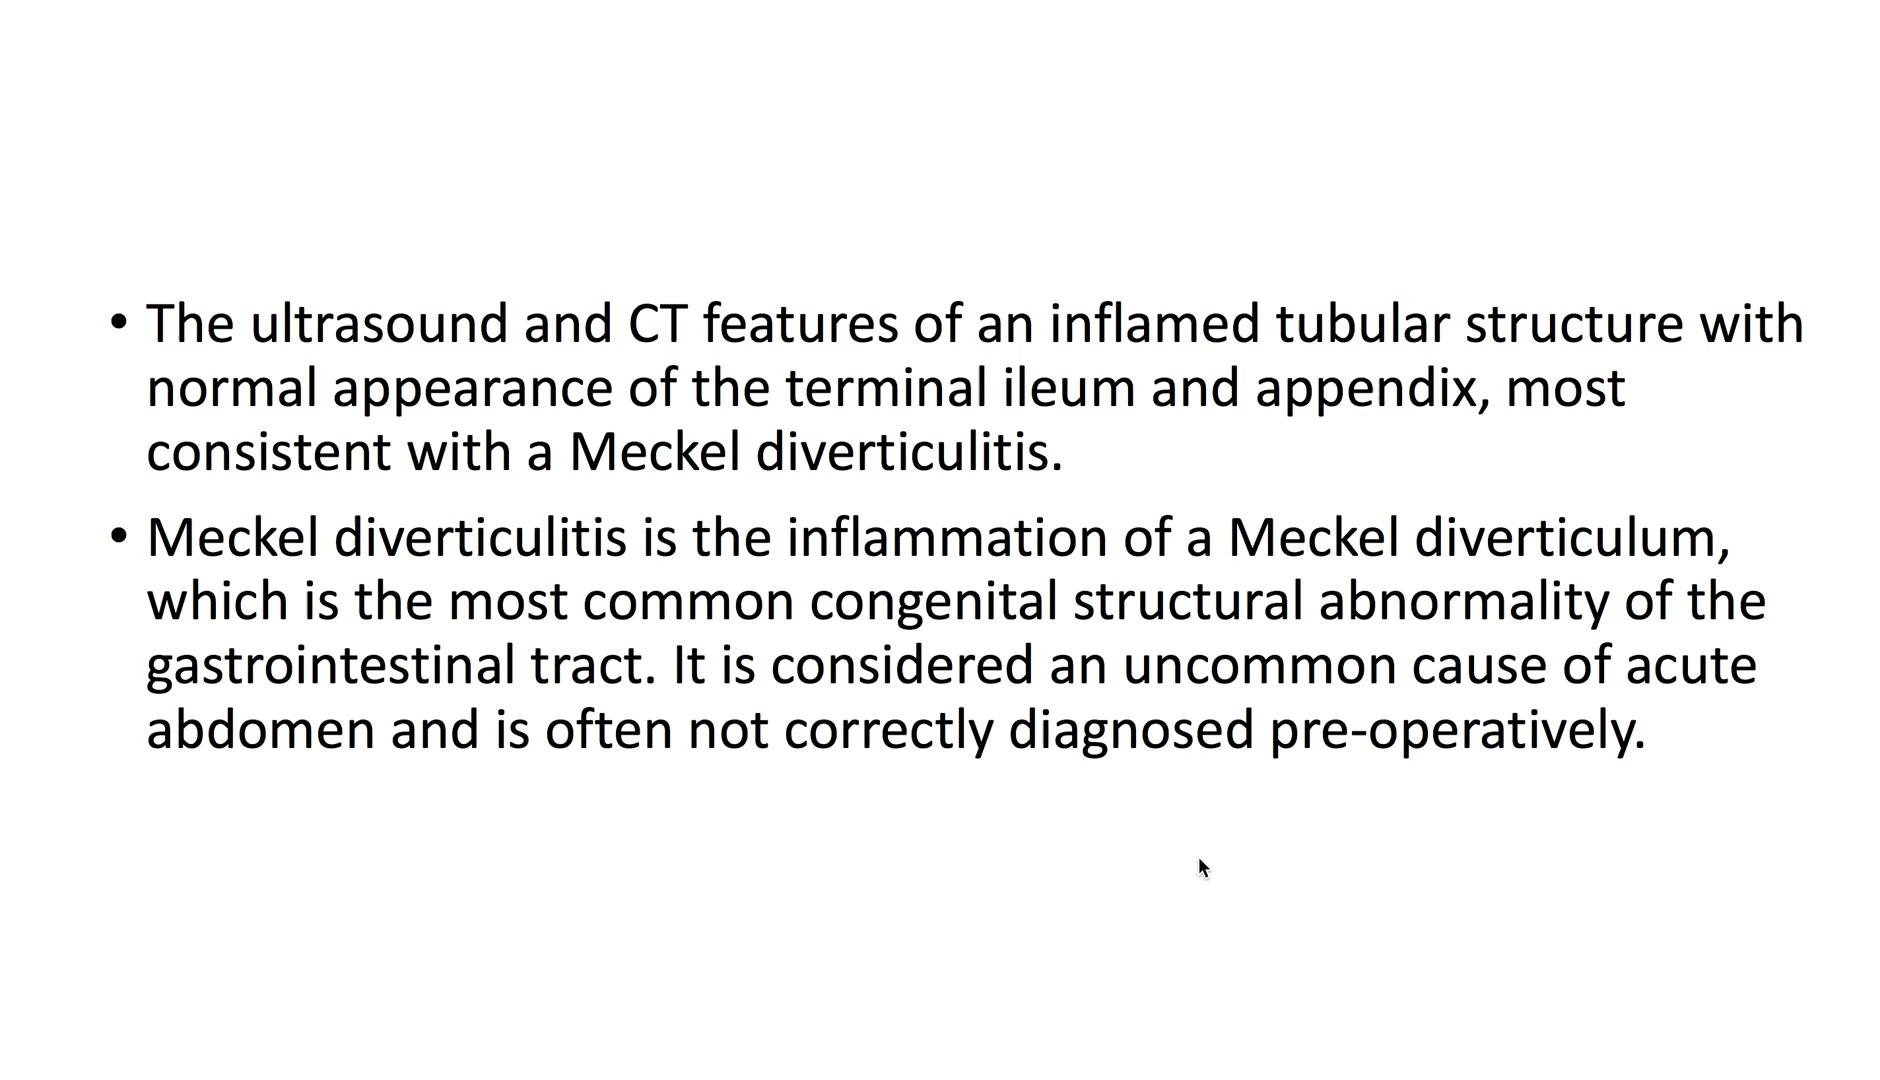 • The ultrasound and CT features of an inflamed tubular structure with
normal appearance of the terminal ileum and appendix, most
consistent with a Meckel diverticulitis.
• Meckel diverticulitis is the inflammation of a Meckel diverticulum,
which is the most common congenital structural abnormality of the
gastrointestinal tract. It is considered an uncommon cause of acute
abdomen and is often not correctly diagnosed pre-operatively.